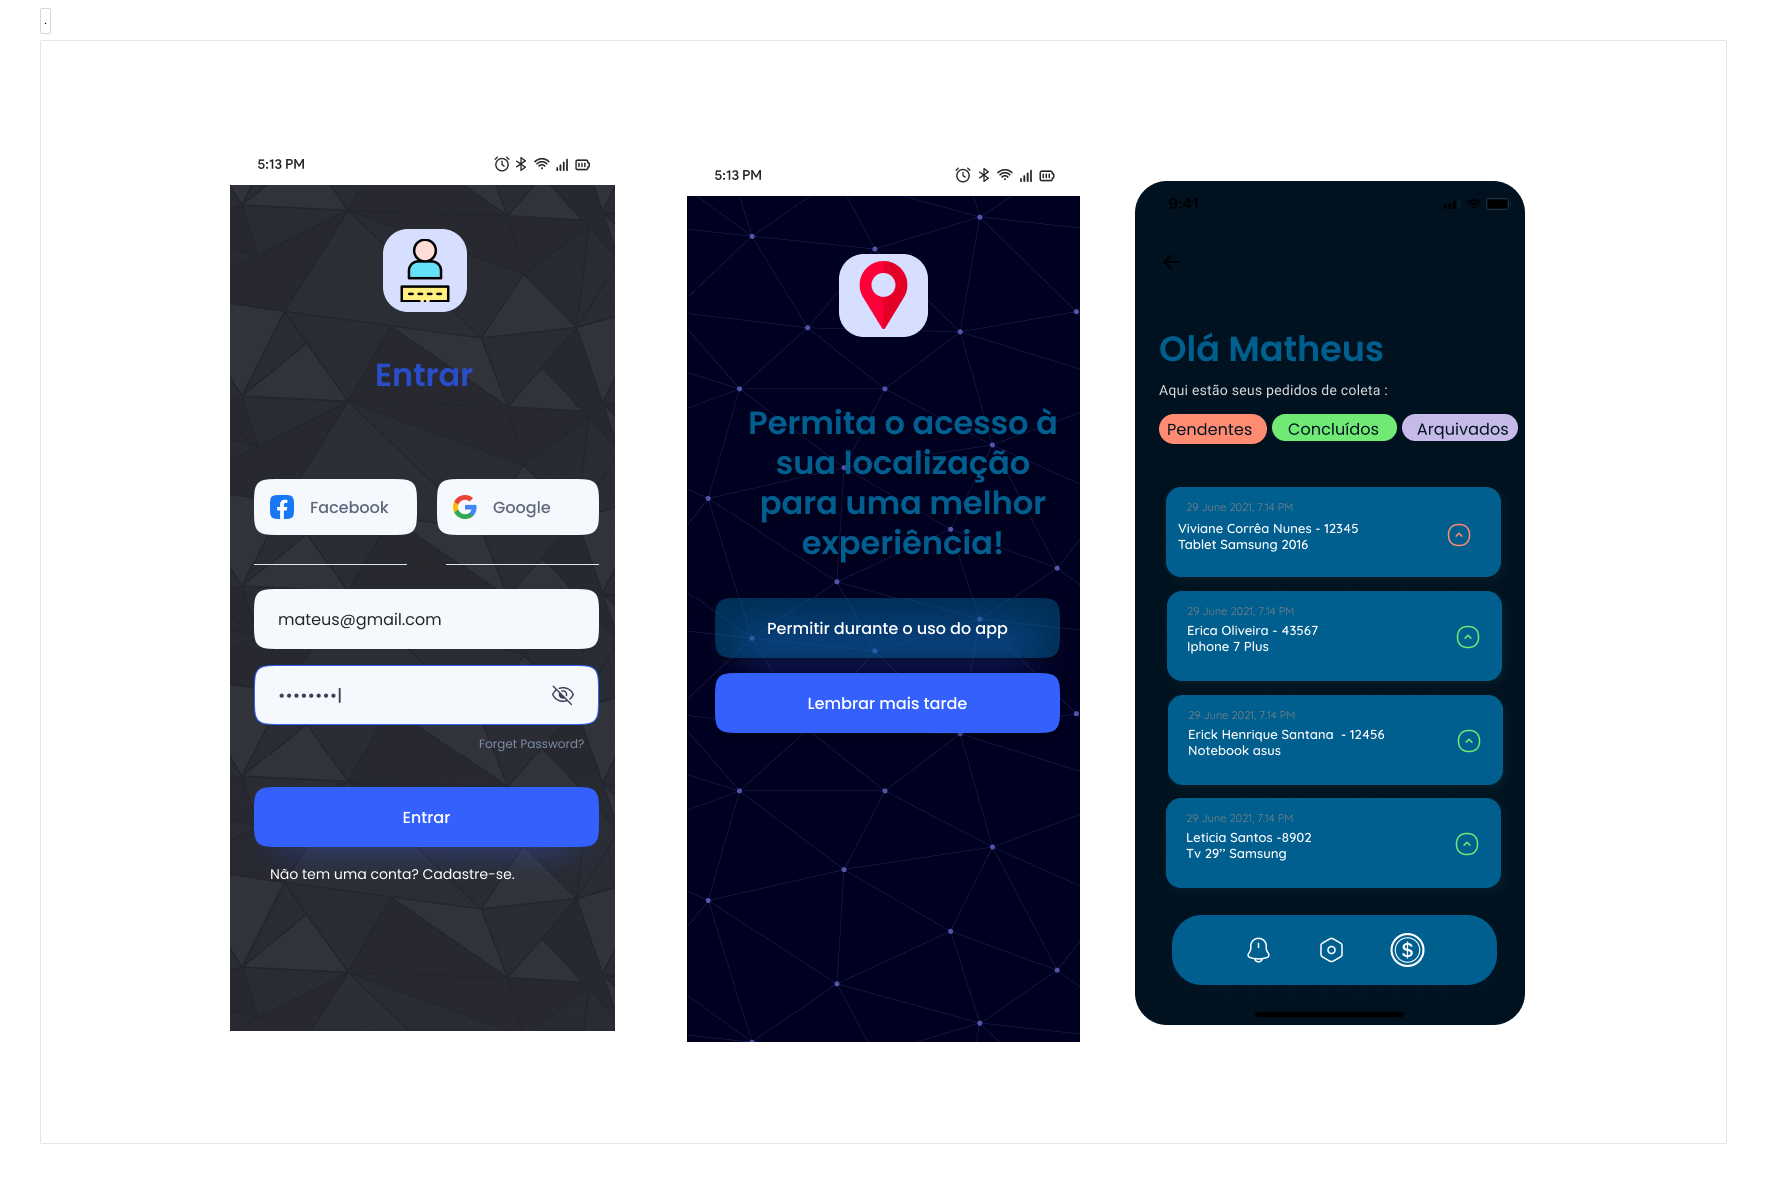 .
5:13 PM
Entrar
Facebook
Google
mateus@gmail.com
••••••••|
Forget Password?
Entrar
Não tem uma conta? Cadastre-se.
5:13 PM
Permita o acesso à
sua localização
para uma melhor
experiência!
Permitir durante o uso do app
Lembrar mais tarde
9:41
Olá Matheus
Aqui estão seus pedidos de coleta :
Pendentes
Concluídos
Arquivados
29 June 2021, 7.14 PM
Viviane Corrêa Nunes - 12345
Tablet Samsung 2016
29 June 2021, 7.14 PM
Erica Oliveira - 43567
Iphone 7 Plus
29 June 2021, 7.14 PM
Erick Henrique Santana  - 12456
Notebook asus
29 June 2021, 7.14 PM
Leticia Santos -8902
Tv 29’’ Samsung
$